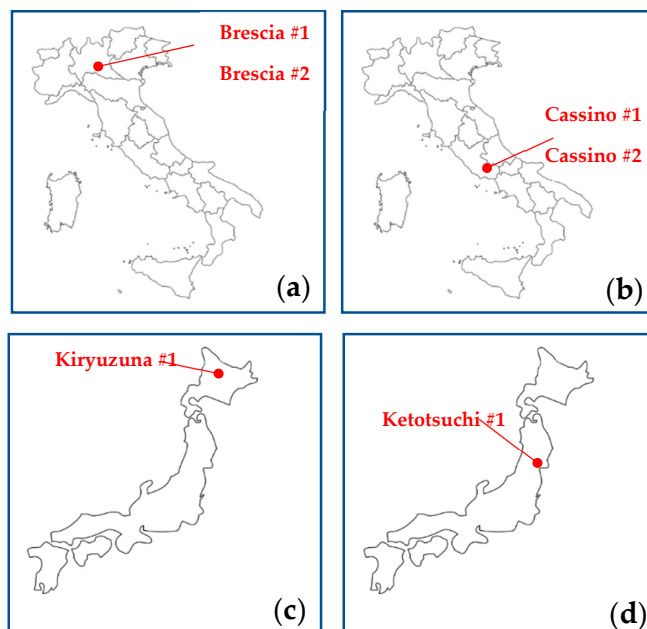 Brescia #1
Brescia #2
(a)
Cassino #1
Cassino #2
(b)
Kiryuzuna #1
(c)
Ketotsuchi #1
(d)